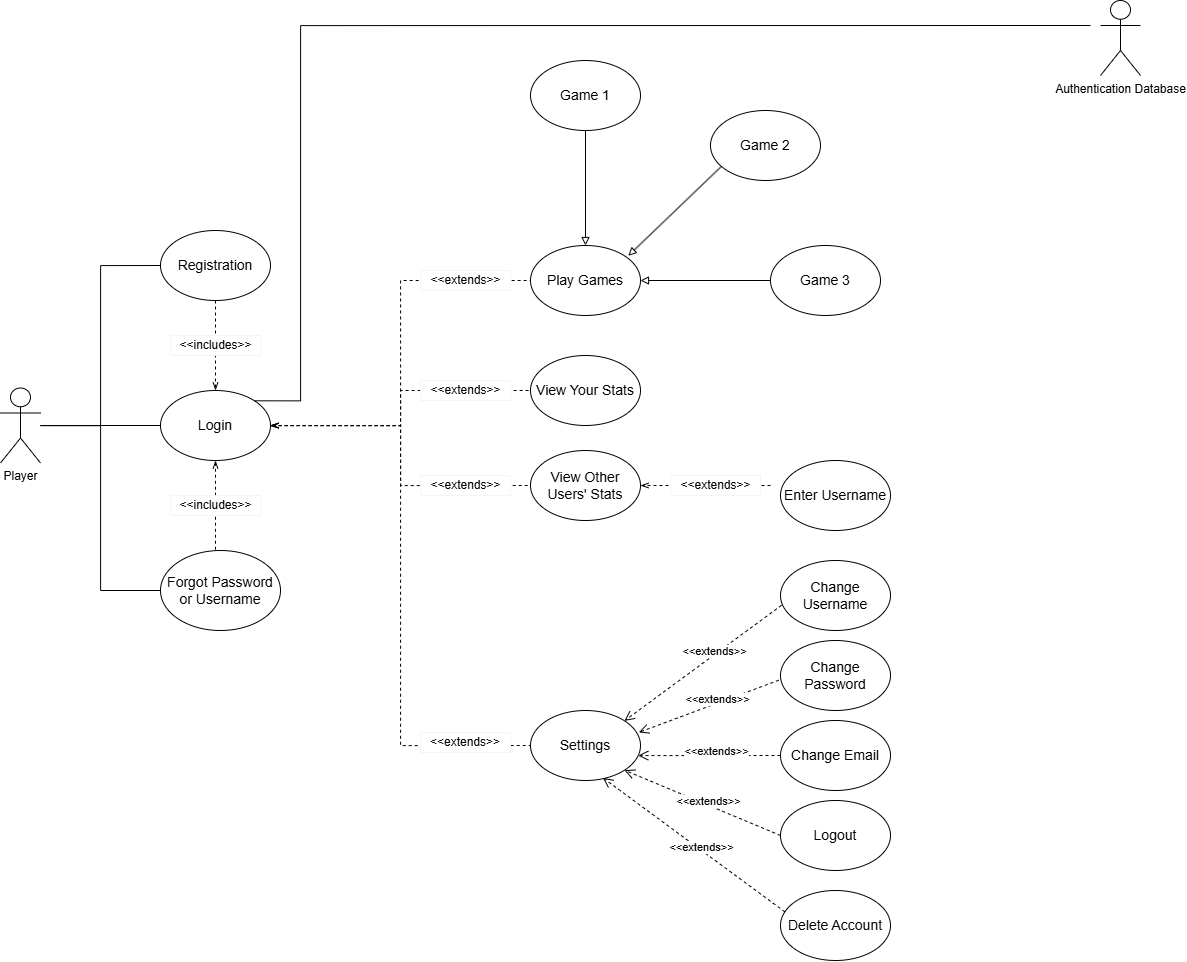 Authentication Database
Game 1
Game 2
Registration
<<extends>>
Play Games
Game 3
<<includes>>
<<extends>>
View Your Stats
Login
Player
<<extends>>
View Other
Users' Stats
<<extends>>
Enter Username
<<includes>>
Forgot Password
or Username
Change
Username
<<extends>>
Change
Password
<<extends>>
<<extends>>
Settings
<<extends>>
Change Email
<<extends>>
Logout
<<extends>>
Delete Account